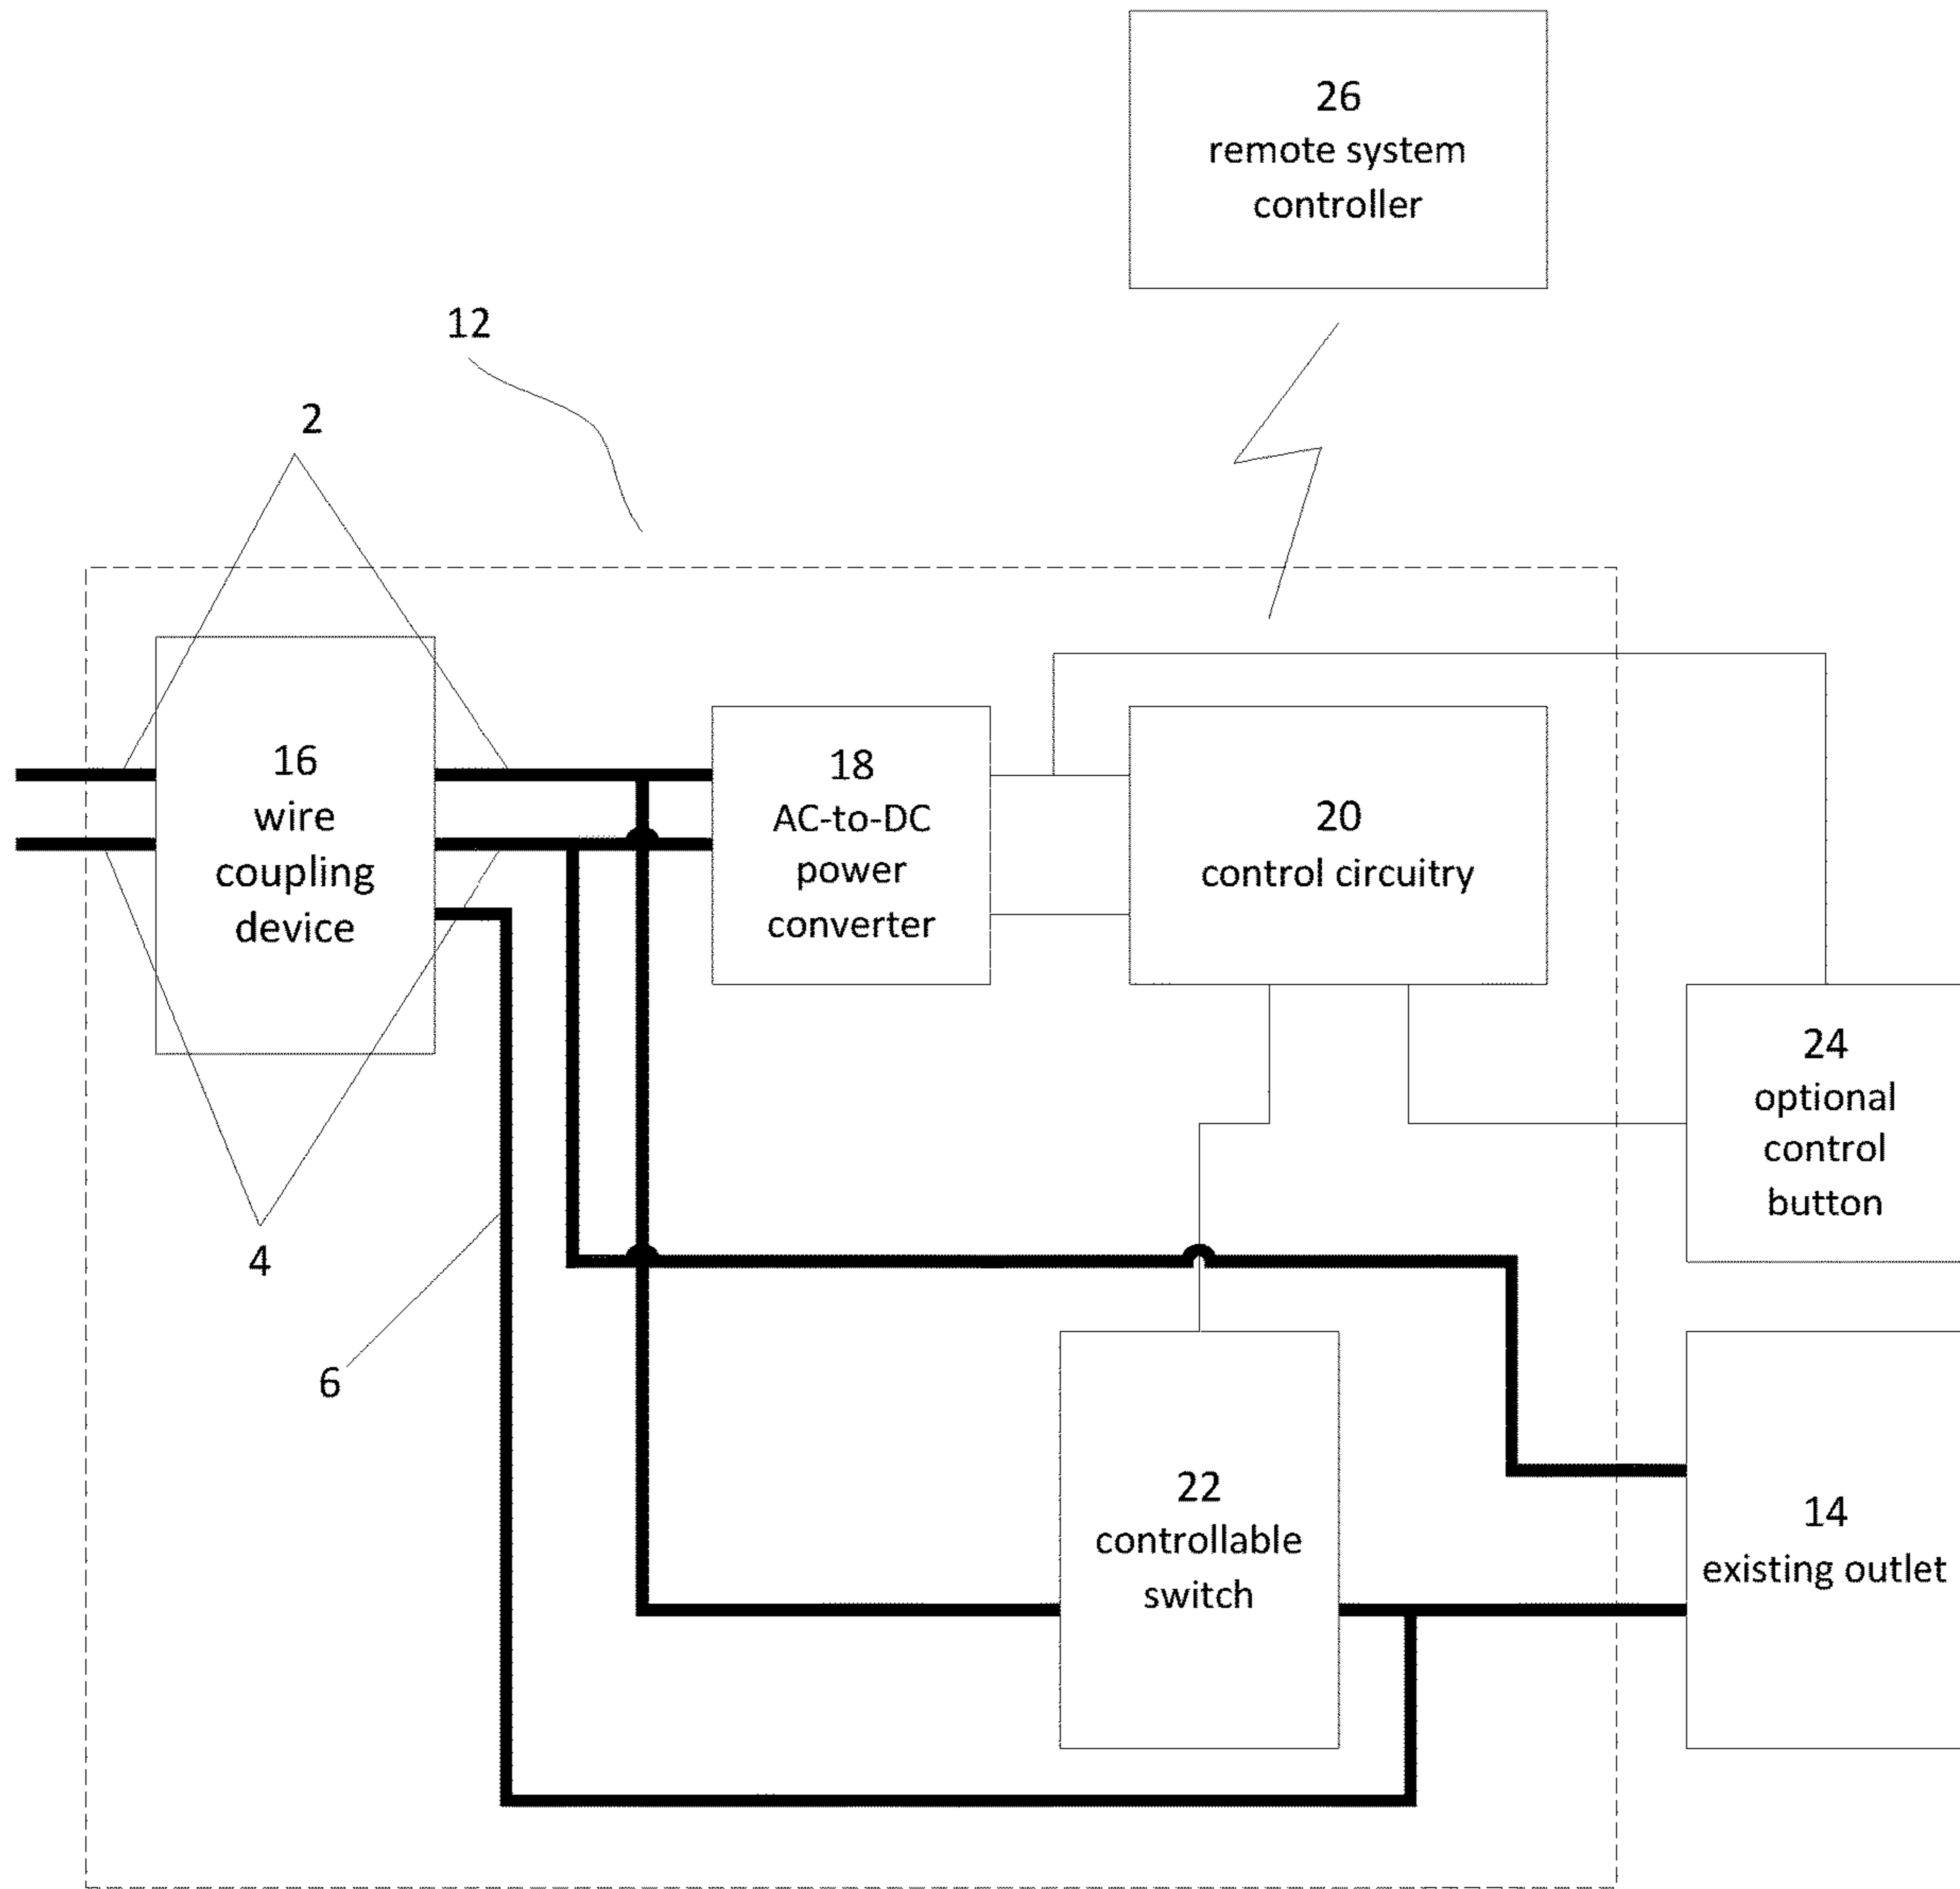 26
remote system
controller
12
2
16
wire
coupling
device
18
AC-to-DC
power
converter
20
control circuitry
24
optional
control
button
4
6
22
controllable
switch
14
existing outlet